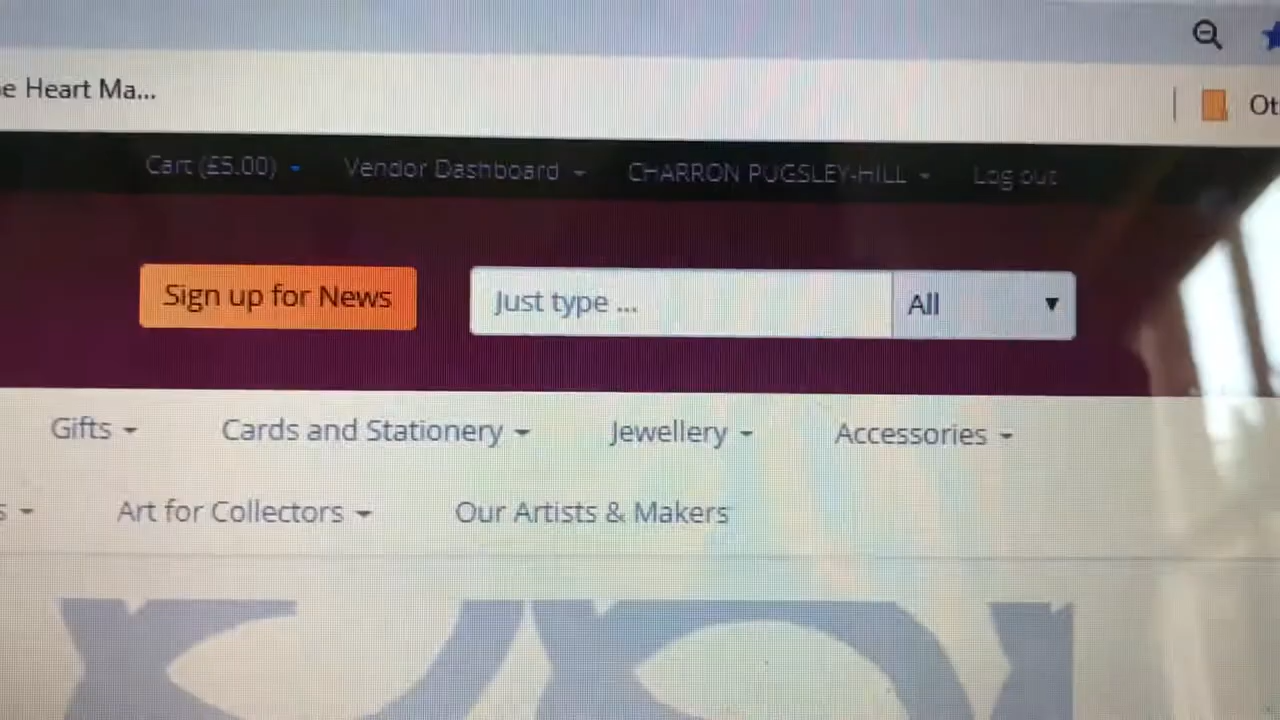 e Heart Ma...
Ot
Cart (£5.00) Vendor Dashboard CHARRON PUGSLEY-HILL Log out
Sign up for News Just type ... All
Gifts Cards and Stationery Jewellery Accessories
s Art for Collectors Our Artists & Makers